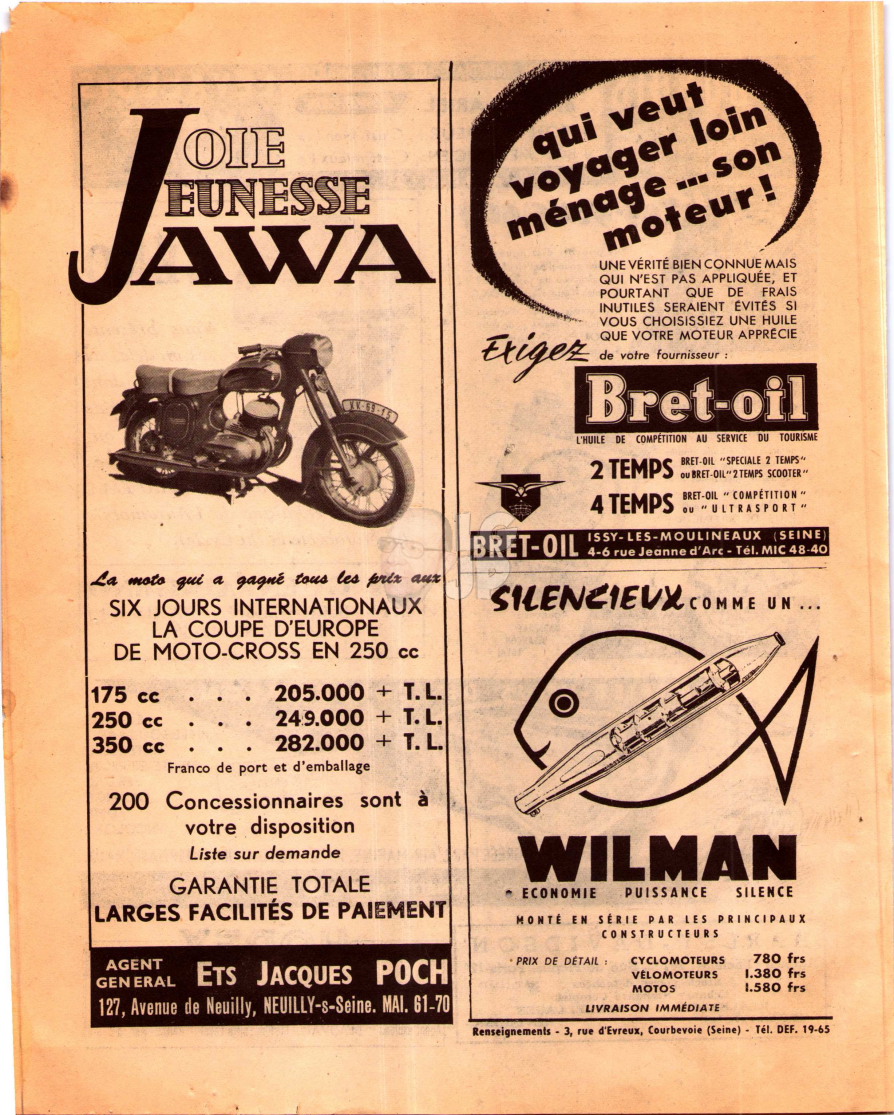 JOIE
JEUNESSE
JAWA
XK-69-15
La moto qui a gagné tous les prix aux
SIX JOURS INTERNATIONAUX
LA COUPE D'EUROPE
DE MOTO-CROSS EN 250 cc
175 cc . . . 205.000 + T. L.
250 cc . . . 249.000 + T. L.
350 cc . . . 282.000 + T. L.
Franco de port et d'emballage
200 Concessionnaires sont à
votre disposition
Liste sur demande
GARANTIE TOTALE
LARGES FACILITÉS DE PAIEMENT
AGENT
GENERAL ETS JACQUES POCH
127, Avenue de Neuilly, NEUILLY-s-Seine. MAI. 61-70
qui veut
voyager loin
ménage... son
moteur!
UNE VÉRITÉ BIEN CONNUE MAIS
QUI N'EST PAS APPLIQUÉE, ET
POURTANT QUE DE FRAIS
INUTILES SERAIENT ÉVITÉS SI
VOUS CHOISISSIEZ UNE HUILE
QUE VOTRE MOTEUR APPRÉCIE
Exigez de votre fournisseur :
Bret-oil
L'HUILE DE COMPÉTITION AU SERVICE DU TOURISME
2 TEMPS BRET-OIL "SPECIALE 2 TEMPS"
ou BRET-OIL "2 TEMPS SCOOTER"
4 TEMPS BRET-OIL "COMPÉTITION"
ou "ULTRASPORT"
BRET-OIL ISSY-LES-MOULINEAUX (SEINE)
4-6 rue Jeanne d'Arc - Tél. MIC 48-40
SILENCIEUX COMME UN ...
WILMAN
ECONOMIE PUISSANCE SILENCE
MONTÉ EN SÉRIE PAR LES PRINCIPAUX
CONSTRUCTEURS
PRIX DE DÉTAIL : CYCLOMOTEURS 780 frs
VÉLOMOTEURS 1.380 frs
MOTOS 1.580 frs
LIVRAISON IMMÉDIATE
Renseignements - 3, rue d'Evreux, Courbevoie (Seine) - Tél. DEF. 19-65